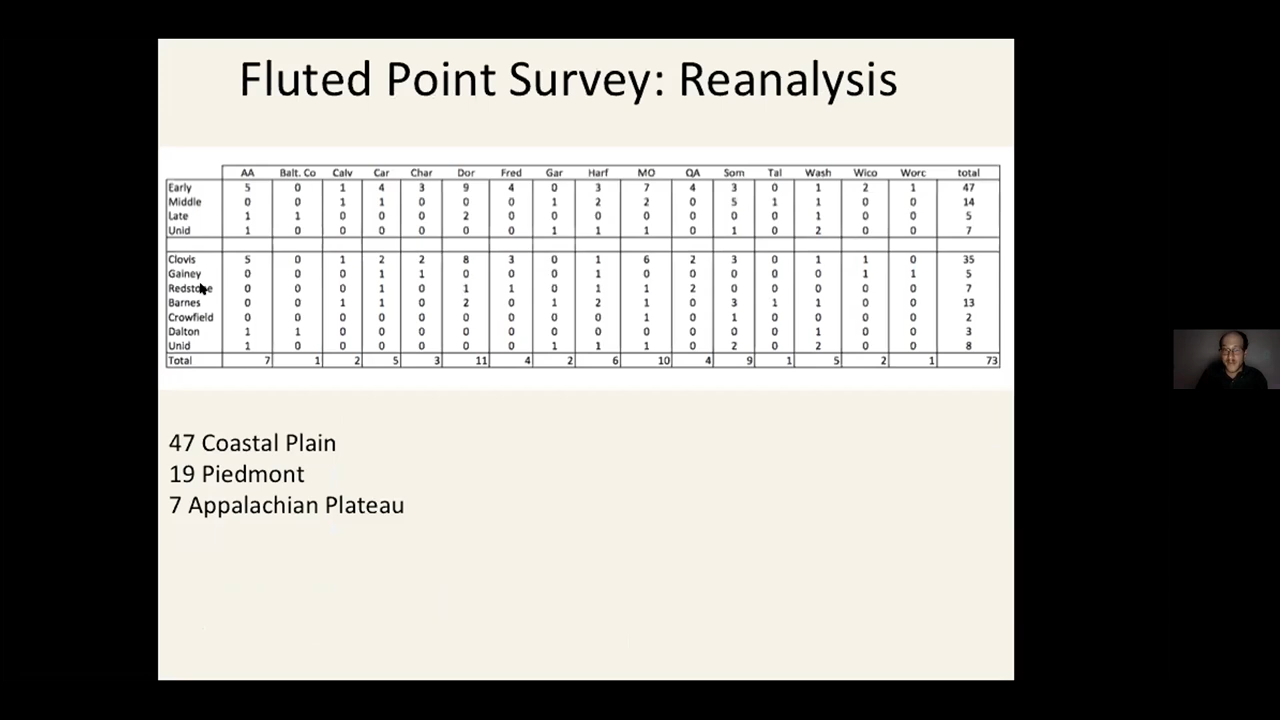 Fluted Point Survey: Reanalysis
AA Balt. Co Calv Car Char Dor Fred Gar Harf MO QA Som Tal Wash Wico Worc total
Early 5 0 1 4 3 9 4 0 3 7 4 3 0 1 2 1 47
Middle 0 0 1 1 0 0 0 1 2 2 0 5 1 1 0 0 14
Late 1 1 0 0 0 2 0 0 0 0 0 0 0 1 0 0 5
Unid 1 0 0 0 0 0 0 1 1 1 0 1 0 2 0 0 7
Clovis 5 0 1 2 2 8 3 0 1 6 2 3 0 1 1 0 35
Gainey 0 0 0 1 1 0 0 0 1 0 0 0 0 0 1 1 5
Redstone 0 0 0 1 0 1 1 0 1 1 2 0 0 0 0 0 7
Barnes 0 0 1 1 0 2 0 1 2 1 0 3 1 1 0 0 13
Crowfield 0 0 0 0 0 0 0 0 0 1 0 1 0 0 0 0 2
Dalton 1 1 0 0 0 0 0 0 0 0 0 0 0 1 0 0 3
Unid 1 0 0 0 0 0 0 1 1 1 0 2 0 2 0 0 8
Total 7 1 2 5 3 11 4 2 6 10 4 9 1 5 2 1 73
47 Coastal Plain
19 Piedmont
7 Appalachian Plateau